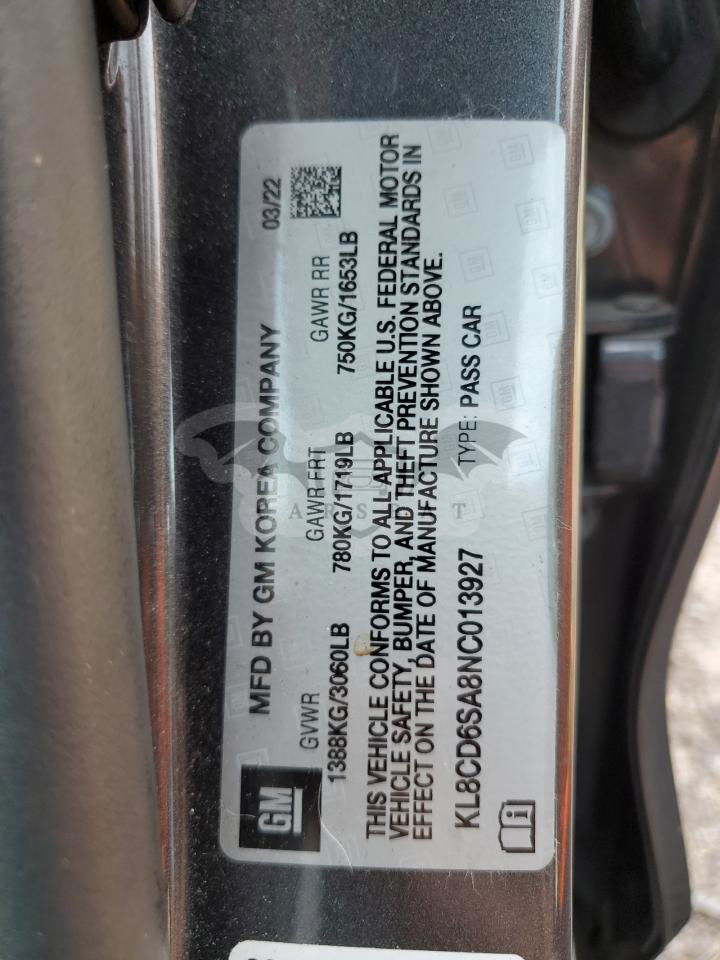 MFD BY GM KOREA COMPANY 03/22
GM
GVWR GAWR FRT GAWR RR
1388KG/3060LB 780KG/1719LB 750KG/1653LB
THIS VEHICLE CONFORMS TO ALL APPLICABLE U.S. FEDERAL MOTOR
VEHICLE SAFETY, BUMPER, AND THEFT PREVENTION STANDARDS IN
EFFECT ON THE DATE OF MANUFACTURE SHOWN ABOVE.
KL8CD6SA8NC013927 TYPE: PASS CAR